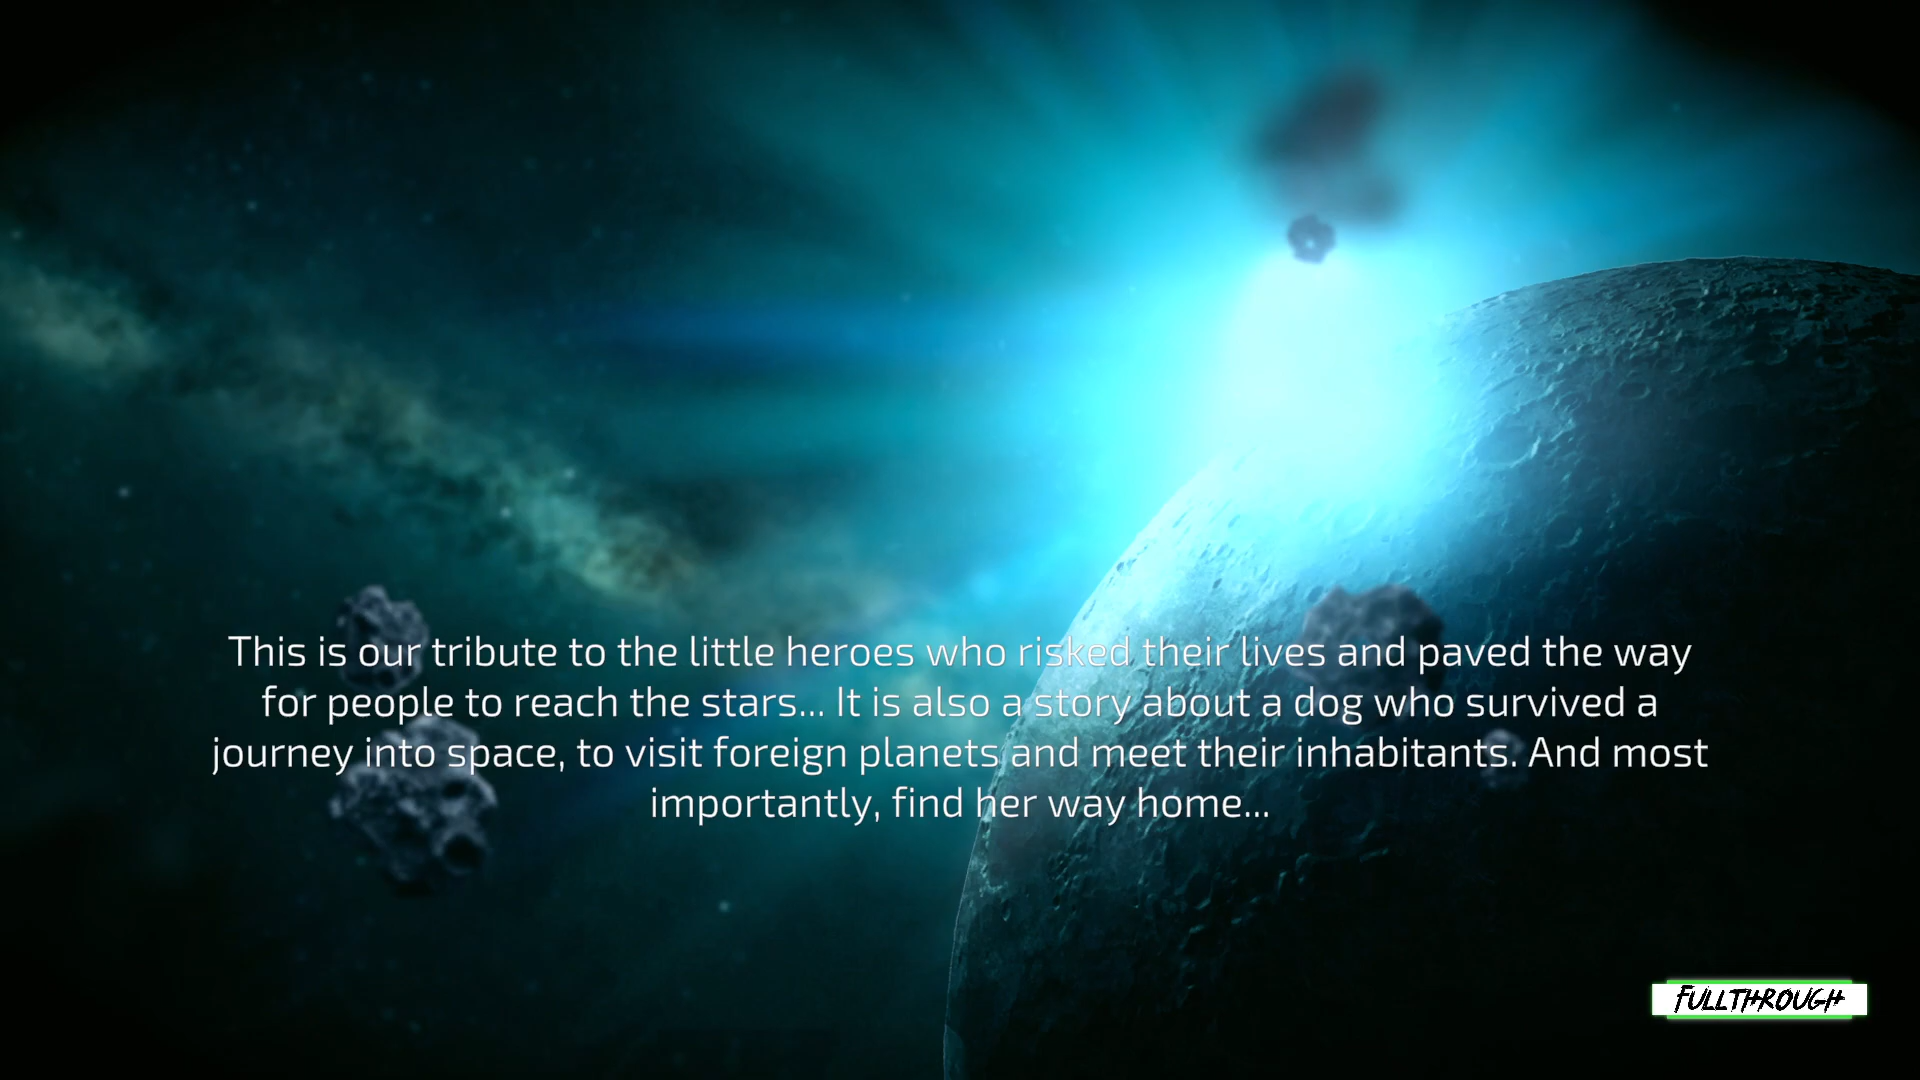 This is our tribute to the little heroes who risked their lives and paved the way
for people to reach the stars... It is also a story about a dog who survived a
journey into space, to visit foreign planets and meet their inhabitants. And most
importantly, find her way home...
FULLTHROUGH